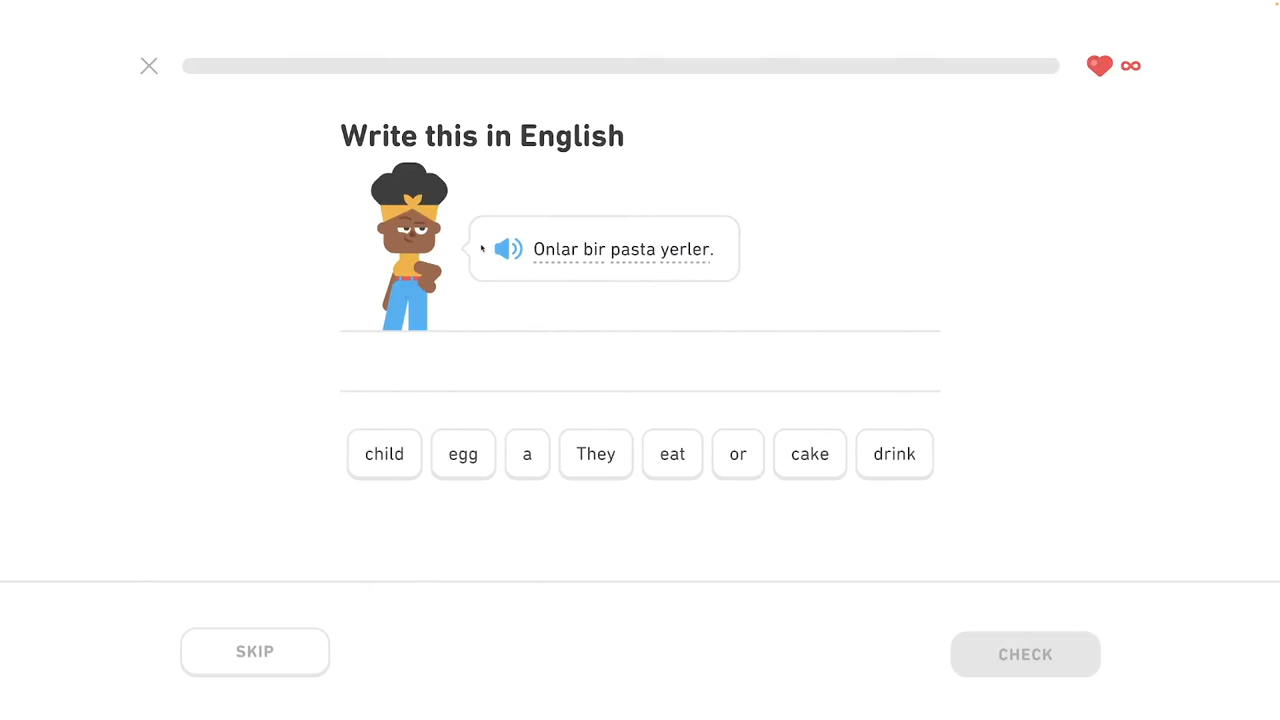 ∞
Write this in English
Onlar bir pasta yerler.
child egg a They eat or cake drink
SKIP CHECK